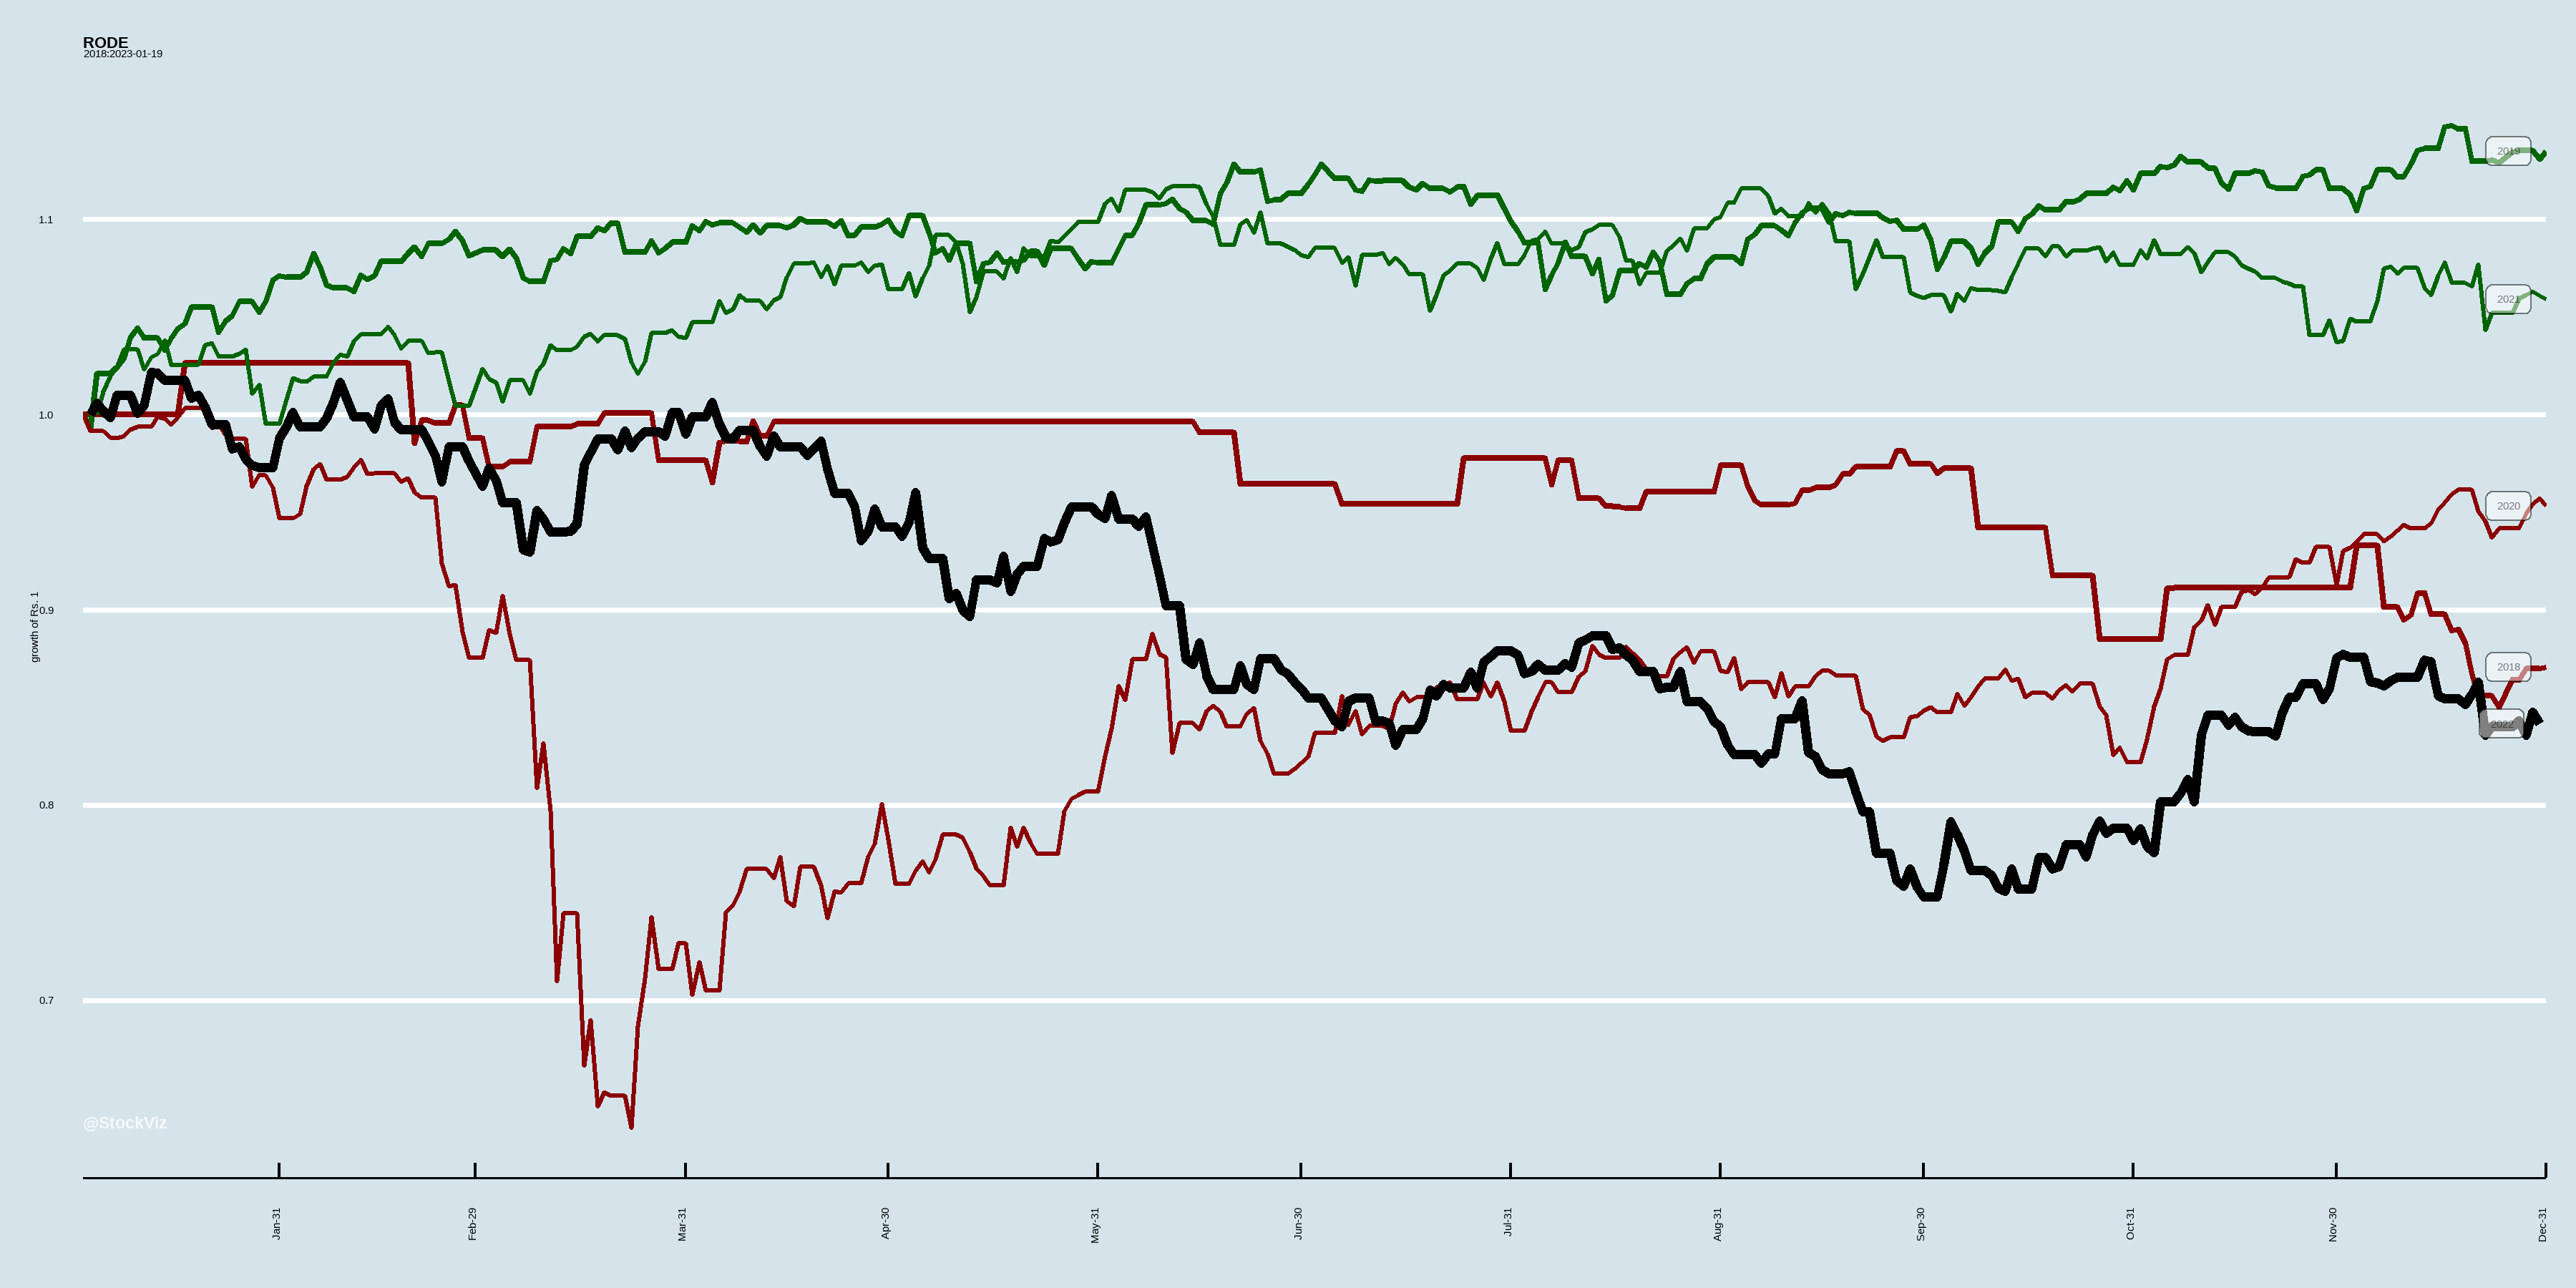 RODE
2018:2023-01-19
2019
1.1
2021
1.0
2020
growth of Rs. 1
0.9
2018
2022
0.8
0.7
@StockViz
Jan-31
Feb-29
Mar-31
Apr-30
May-31
Jun-30
Jul-31
Aug-31
Sep-30
Oct-31
Nov-30
Dec-31